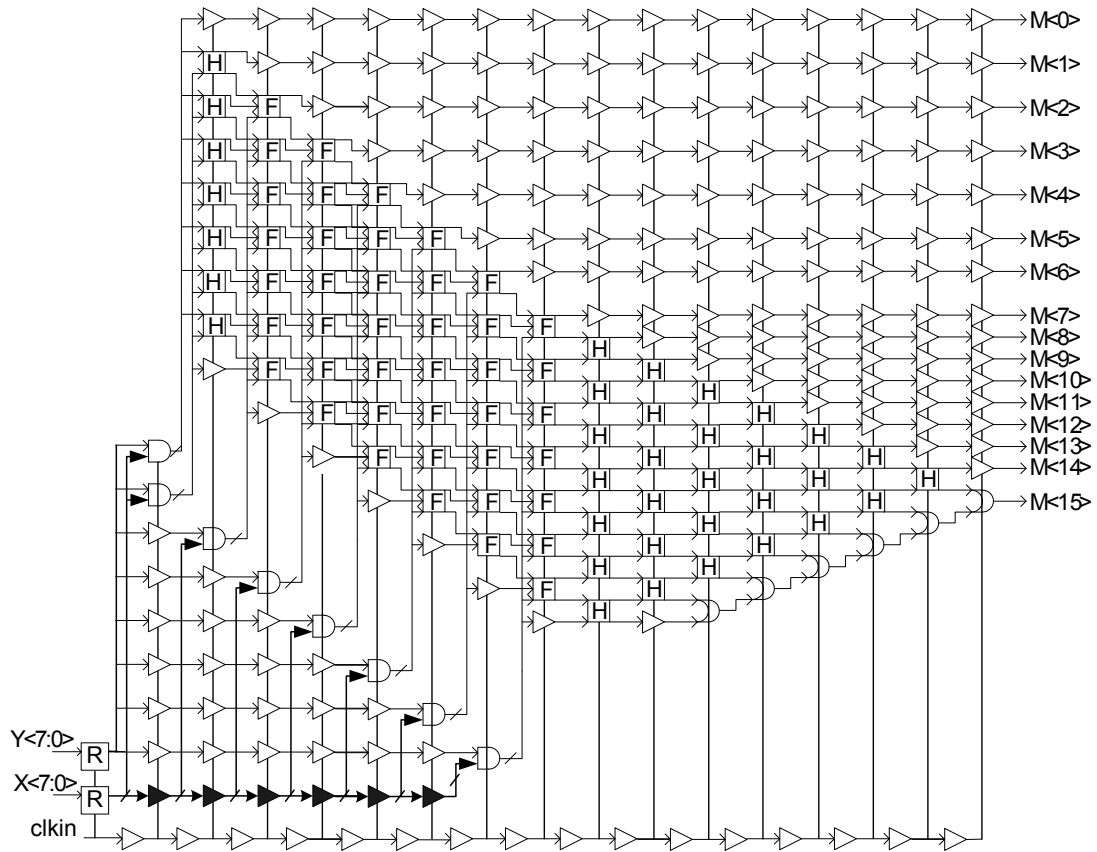 M<0>
H M<1>
H F M<2>
H F F M<3>
H F F F M<4>
H F F F F M<5>
M<6>
H F F F F F
M<7>
H F F F F F F
M<8>
H
M<9>
F F F F F F H
M<10>
H H
M<11>
F F F F F H H
M<12>
H H H
M<13>
F F F F H H H
M<14>
H H H H
F F F H H H M<15>
H H H
F F H H
H H
F H
H
Y<7:0> R
X<7:0> R
clkin